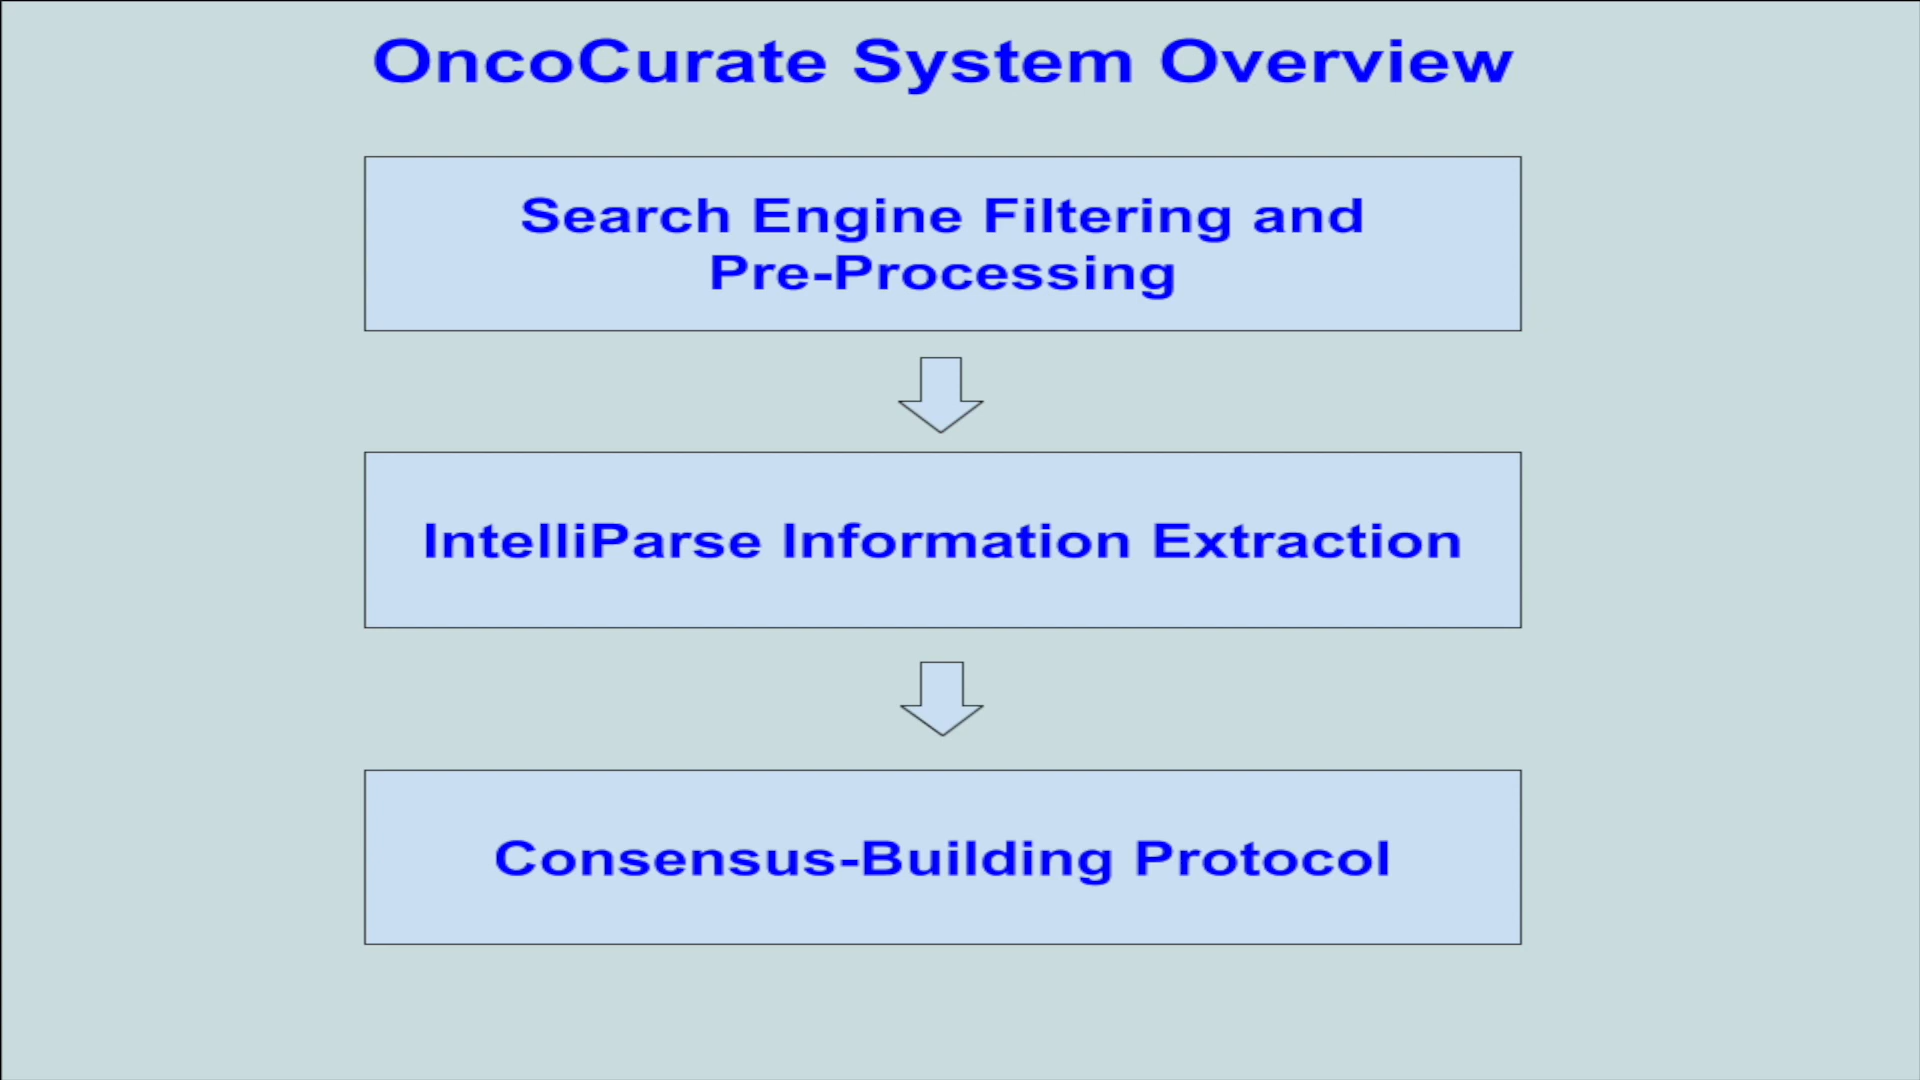 OncoCurate System Overview
Search Engine Filtering and
Pre-Processing
IntelliParse Information Extraction
Consensus-Building Protocol